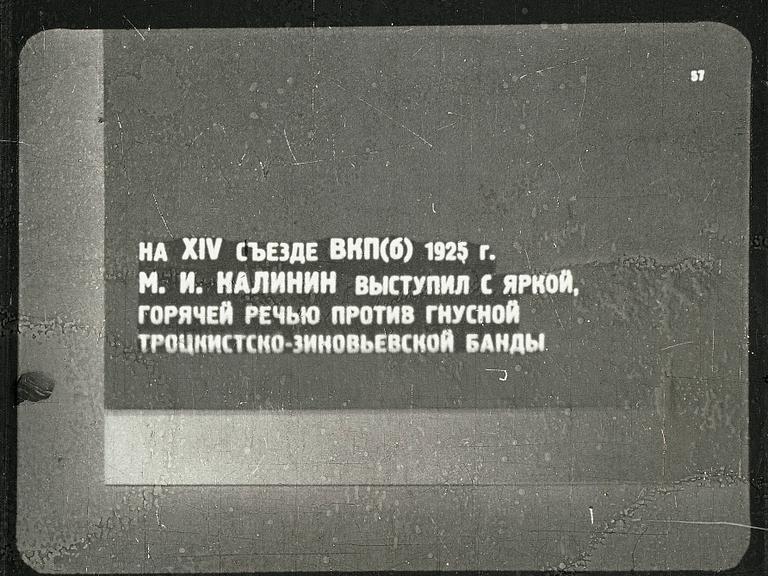 57
НА XIV СЪЕЗДЕ ВКП(б) 1925 г.
М. И. КАЛИНИН ВЫСТУПИЛ С ЯРКОЙ,
ГОРЯЧЕЙ РЕЧЬЮ ПРОТИВ ГНУСНОЙ
ТРОЦКИСТСКО-ЗИНОВЬЕВСКОЙ БАНДЫ